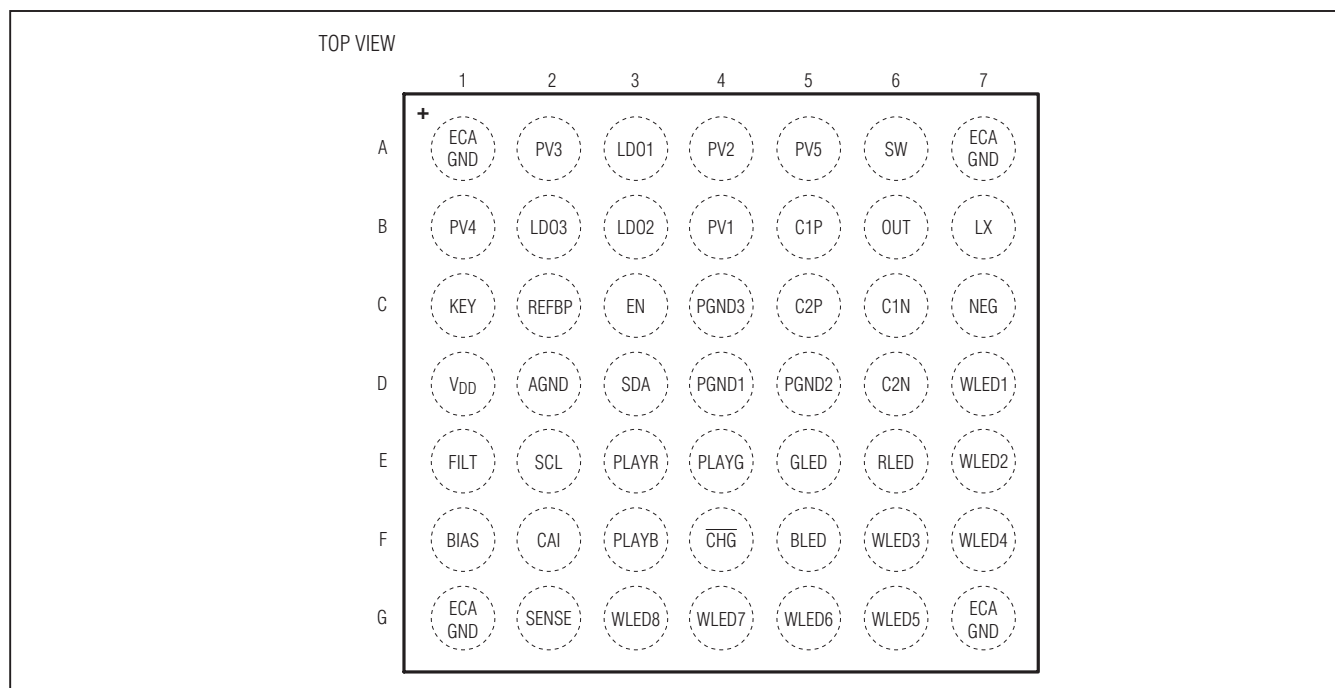 TOP VIEW
1 2 3 4 5 6 7
+
A ECA GND PV3 LDO1 PV2 PV5 SW ECA GND
B PV4 LDO3 LDO2 PV1 C1P OUT LX
C KEY REFBP EN PGND3 C2P C1N NEG
D VDD AGND SDA PGND1 PGND2 C2N WLED1
E FILT SCL PLAYR PLAYG GLED RLED WLED2
F BIAS CAI PLAYB CHG BLED WLED3 WLED4
G ECA GND SENSE WLED8 WLED7 WLED6 WLED5 ECA GND